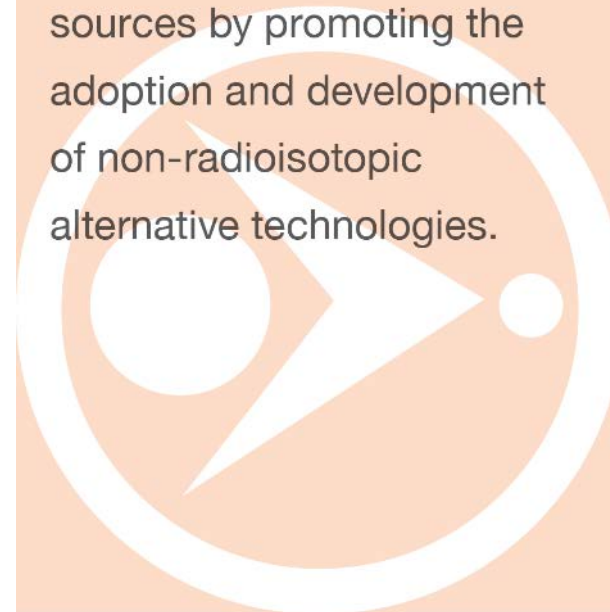 sources by promoting the
adoption and development
of non-radioisotopic
alternative technologies.